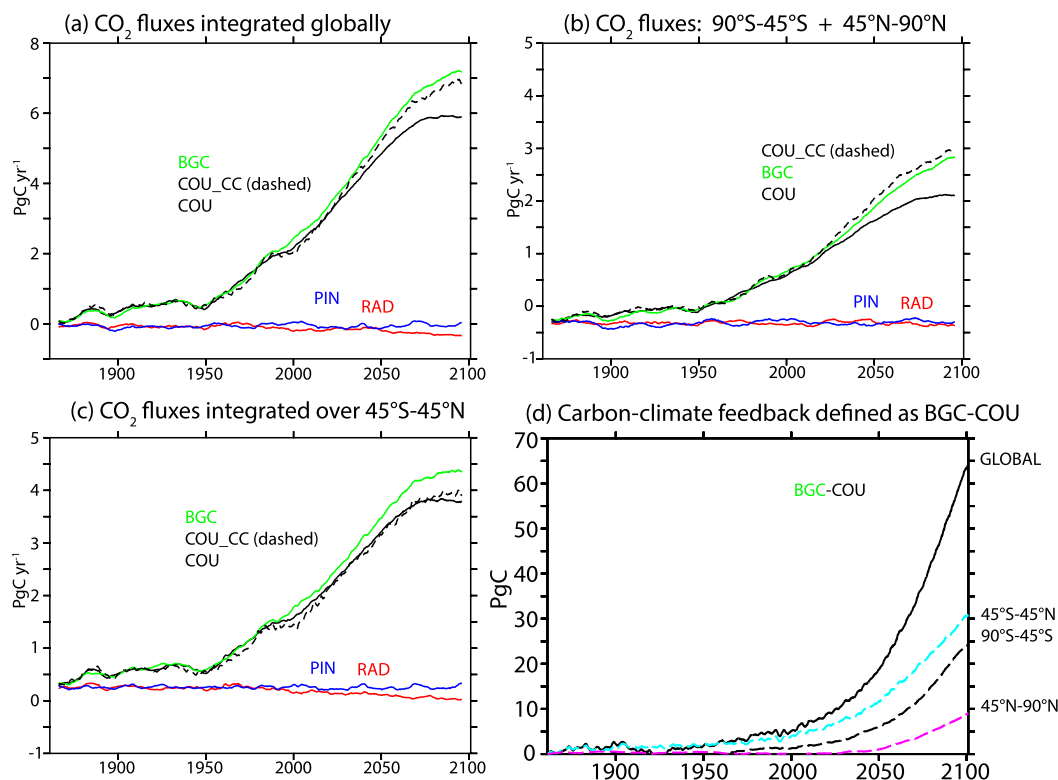 (a) CO2 fluxes integrated globally
8
6
4
2
0
PgC yr-1
BGC
COU_CC (dashed)
COU
PIN
RAD
1900 1950 2000 2050 2100
(b) CO2 fluxes: 90°S-45°S + 45°N-90°N
5
4
3
2
1
0
-1
PgC yr-1
COU_CC (dashed)
BGC
COU
PIN
RAD
1900 1950 2000 2050 2100
(c) CO2 fluxes integrated over 45°S-45°N
5
4
3
2
1
0
-1
PgC yr-1
BGC
COU_CC (dashed)
COU
PIN
RAD
1900 1950 2000 2050 2100
(d) Carbon-climate feedback defined as BGC-COU
70
60
50
40
30
20
10
0
PgC
BGC-COU
GLOBAL
45°S-45°N
90°S-45°S
45°N-90°N
1900 1950 2000 2050 2100